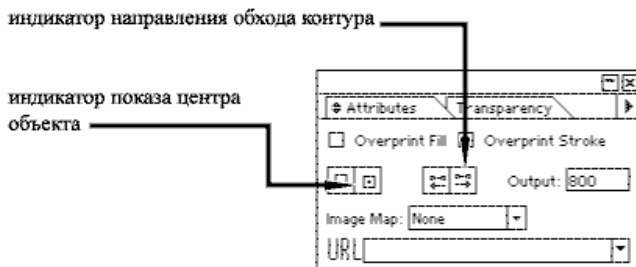 индикатор направления обхода контура
индикатор показа центра
объекта
Attributes Transparency
Overprint Fill Overprint Stroke
Output: 800
Image Map: None
URL